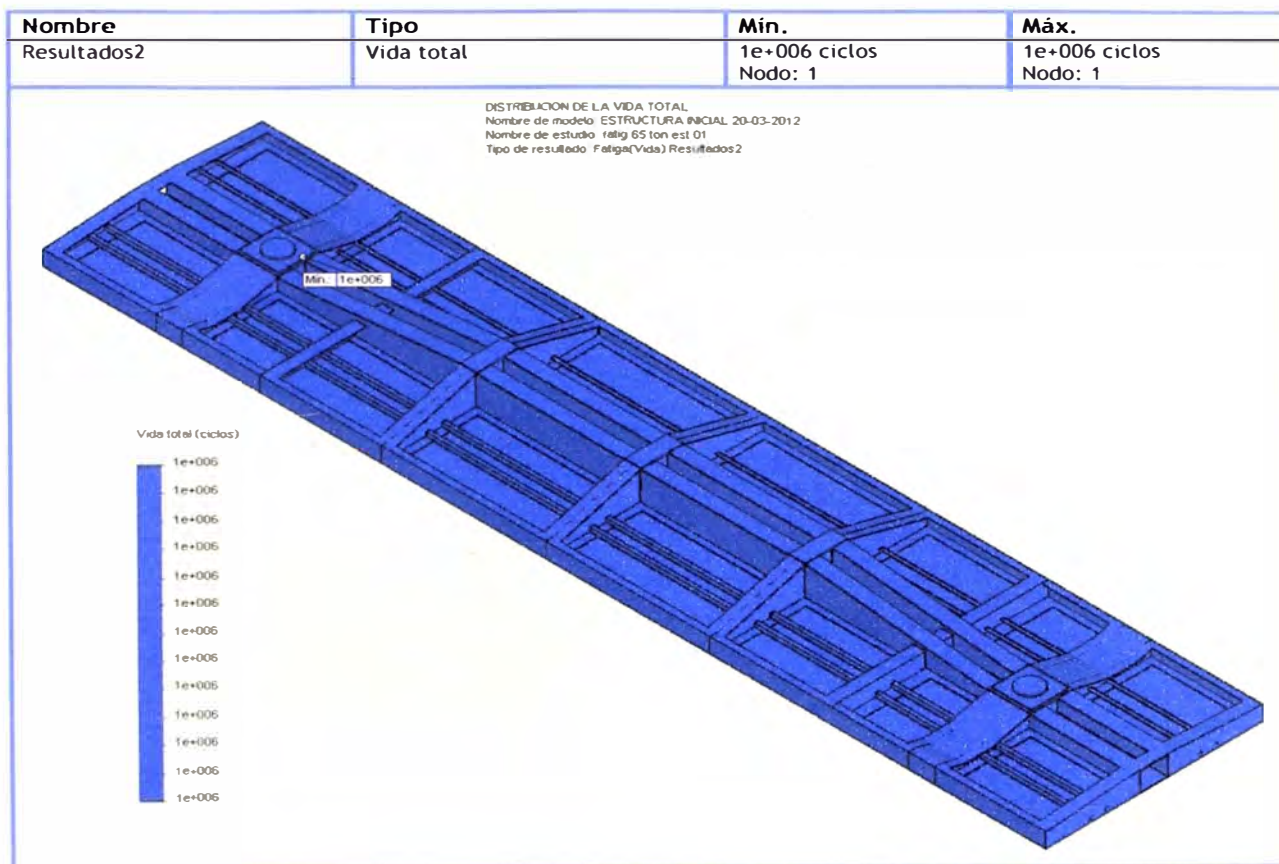 Nombre Tipo Mín. Máx.
Resultados2 Vida total 1e+006 ciclos 1e+006 ciclos
Nodo: 1 Nodo: 1
DISTRIBUCION DE LA VIDA TOTAL
Nombre de modelo: ESTRUCTURA INICIAL 20-03-2012
Nombre de estudio: fatig 65 ton est 01
Tipo de resultado: Fatiga(Vida) Resultados2
Mín.: 1e+006
Vida total (ciclos)
1e+006
1e+006
1e+006
1e+006
1e+006
1e+006
1e+006
1e+006
1e+006
1e+006
1e+006
1e+006
1e+006